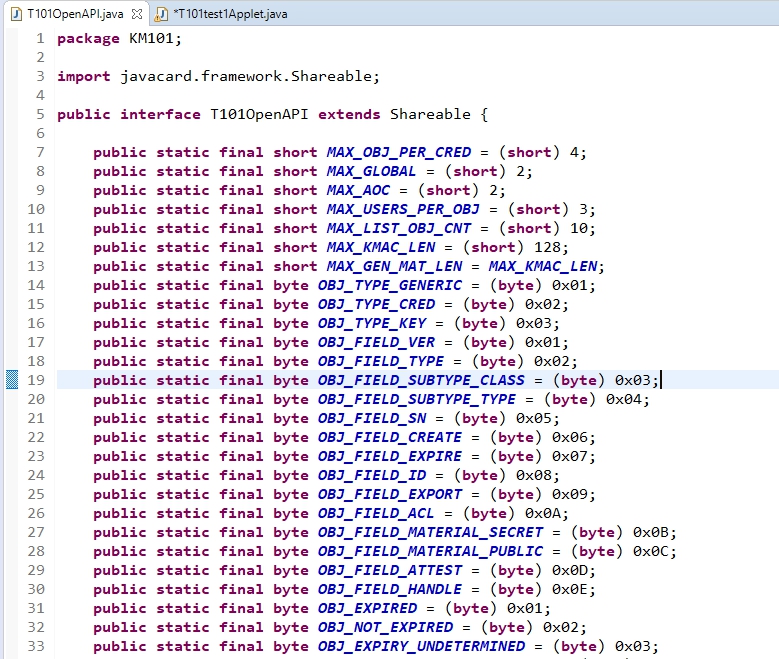 T101OpenAPI.java *T101test1Applet.java
1 package KM101;
2
3 import javacard.framework.Shareable;
4
5 public interface T101OpenAPI extends Shareable {
6
7 public static final short MAX_OBJ_PER_CRED = (short) 4;
8 public static final short MAX_GLOBAL = (short) 2;
9 public static final short MAX_AOC = (short) 2;
10 public static final short MAX_USERS_PER_OBJ = (short) 3;
11 public static final short MAX_LIST_OBJ_CNT = (short) 10;
12 public static final short MAX_KMAC_LEN = (short) 128;
13 public static final short MAX_GEN_MAT_LEN = MAX_KMAC_LEN;
14 public static final byte OBJ_TYPE_GENERIC = (byte) 0x01;
15 public static final byte OBJ_TYPE_CRED = (byte) 0x02;
16 public static final byte OBJ_TYPE_KEY = (byte) 0x03;
17 public static final byte OBJ_FIELD_VER = (byte) 0x01;
18 public static final byte OBJ_FIELD_TYPE = (byte) 0x02;
19 public static final byte OBJ_FIELD_SUBTYPE_CLASS = (byte) 0x03;
20 public static final byte OBJ_FIELD_SUBTYPE_TYPE = (byte) 0x04;
21 public static final byte OBJ_FIELD_SN = (byte) 0x05;
22 public static final byte OBJ_FIELD_CREATE = (byte) 0x06;
23 public static final byte OBJ_FIELD_EXPIRE = (byte) 0x07;
24 public static final byte OBJ_FIELD_ID = (byte) 0x08;
25 public static final byte OBJ_FIELD_EXPORT = (byte) 0x09;
26 public static final byte OBJ_FIELD_ACL = (byte) 0x0A;
27 public static final byte OBJ_FIELD_MATERIAL_SECRET = (byte) 0x0B;
28 public static final byte OBJ_FIELD_MATERIAL_PUBLIC = (byte) 0x0C;
29 public static final byte OBJ_FIELD_ATTEST = (byte) 0x0D;
30 public static final byte OBJ_FIELD_HANDLE = (byte) 0x0E;
31 public static final byte OBJ_EXPIRED = (byte) 0x01;
32 public static final byte OBJ_NOT_EXPIRED = (byte) 0x02;
33 public static final byte OBJ_EXPIRY_UNDETERMINED = (byte) 0x03;